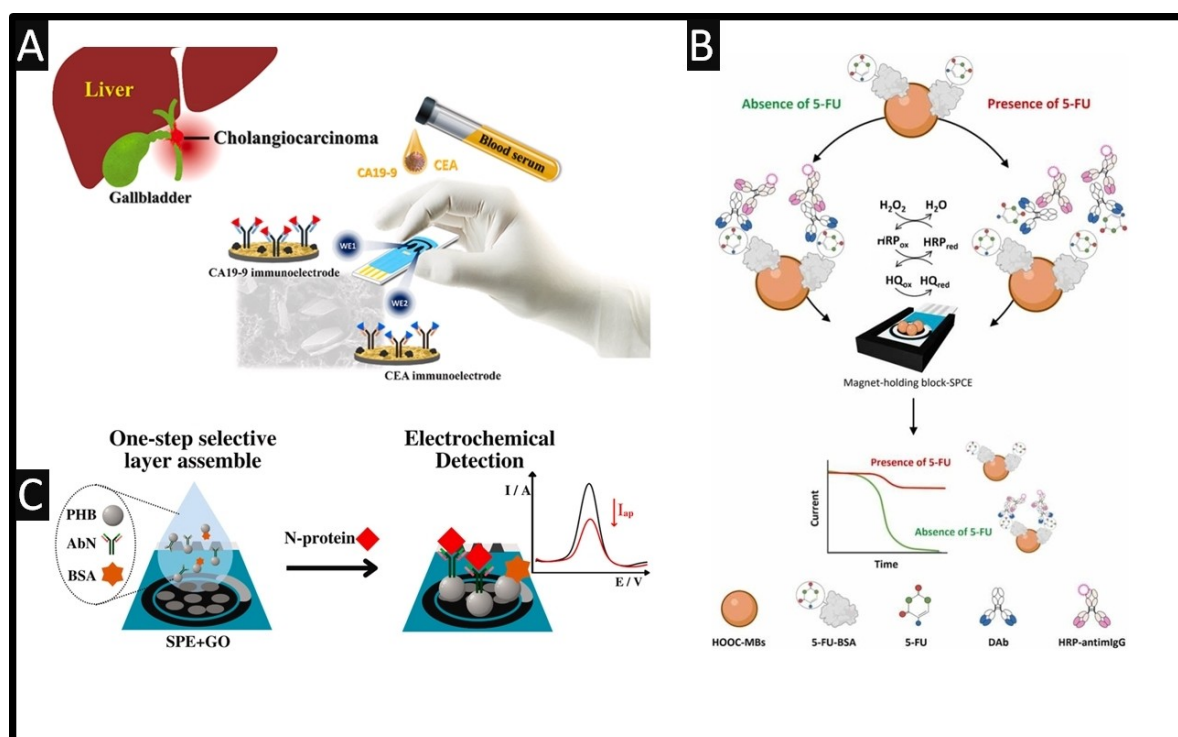 A
Liver
Cholangiocarcinoma
Gallbladder
Blood serum
CA19-9
CEA
WE1
CA19-9 immunoelectrode
WE2
CEA immunoelectrode
B
Absence of 5-FU
Presence of 5-FU
H2O2
H2O
HRPox
HRPred
HQox
HQred
Magnet-holding block-SPCE
Presence of 5-FU
Absence of 5-FU
Current
Time
HOOC-MBs
5-FU-BSA
5-FU
DAb
HRP-antimIgG
C
One-step selective
layer assemble
PHB
AbN
BSA
SPE+GO
N-protein
Electrochemical
Detection
I / A
Iap
E / V